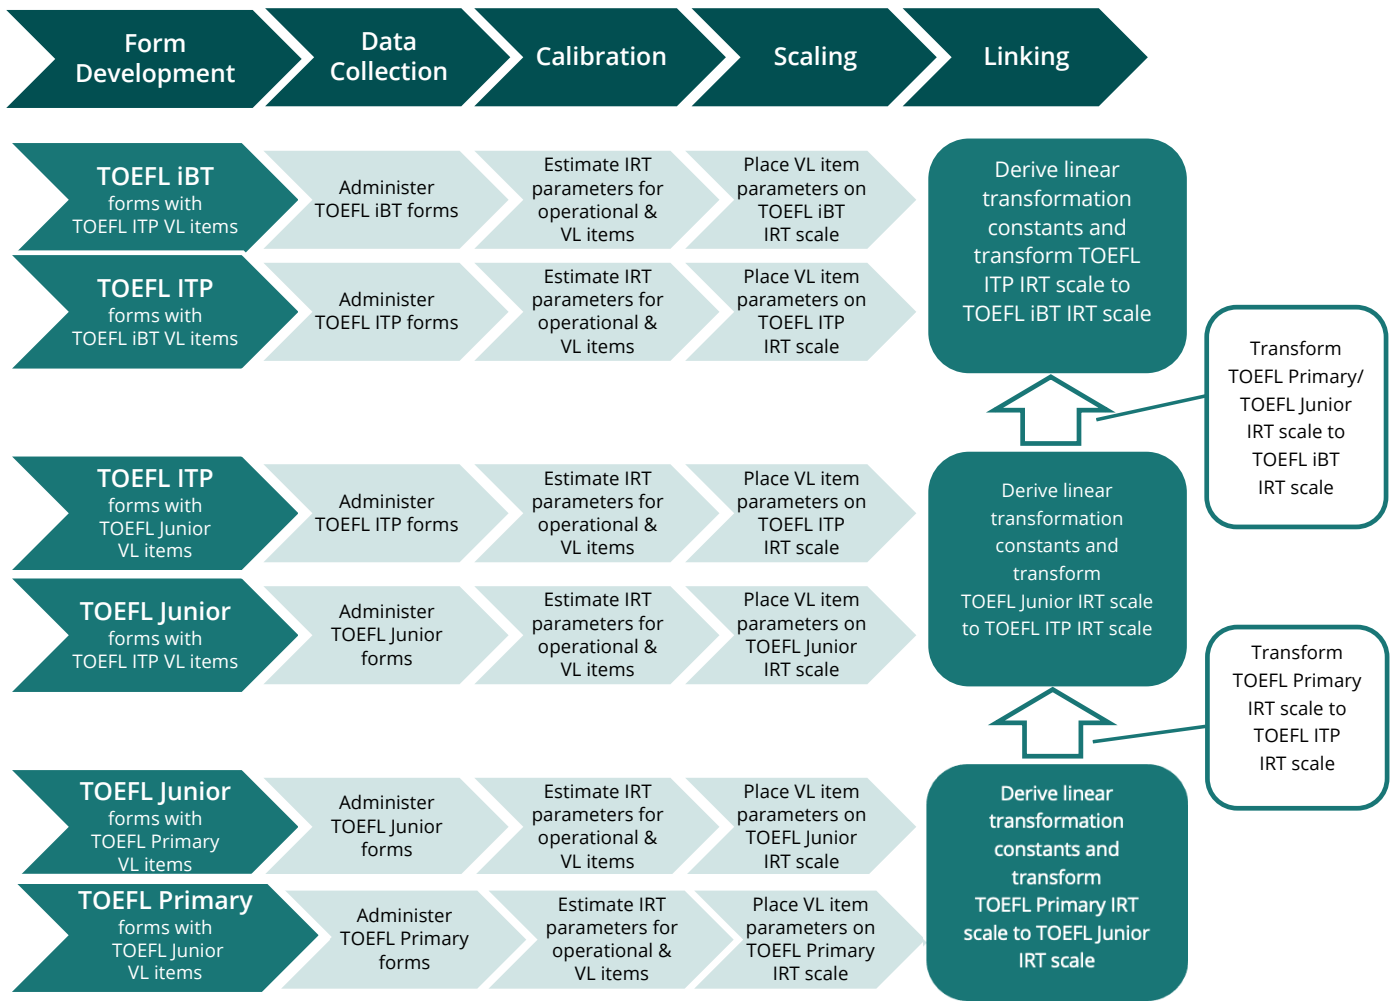 Form
Development
Data
Collection
Calibration
Scaling
Linking
TOEFL iBT
forms with
TOEFL ITP VL items
Administer
TOEFL iBT forms
Estimate IRT
parameters for
operational &
VL items
Place VL item
parameters on
TOEFL iBT
IRT scale
TOEFL ITP
forms with
TOEFL iBT VL items
Administer
TOEFL ITP forms
Estimate IRT
parameters for
operational &
VL items
Place VL item
parameters on
TOEFL ITP
IRT scale
Derive linear
transformation
constants and
transform TOEFL
ITP IRT scale to
TOEFL iBT IRT scale
Transform
TOEFL Primary/
TOEFL Junior
IRT scale to
TOEFL iBT
IRT scale
TOEFL ITP
forms with
TOEFL Junior
VL items
Administer
TOEFL ITP forms
Estimate IRT
parameters for
operational &
VL items
Place VL item
parameters on
TOEFL ITP
IRT scale
TOEFL Junior
forms with
TOEFL ITP VL items
Administer
TOEFL Junior
forms
Estimate IRT
parameters for
operational &
VL items
Place VL item
parameters on
TOEFL Junior
IRT scale
Derive linear
transformation
constants and
transform
TOEFL Junior IRT scale
to TOEFL ITP IRT scale
Transform
TOEFL Primary
IRT scale to
TOEFL ITP
IRT scale
TOEFL Junior
forms with
TOEFL Primary
VL items
Administer
TOEFL Junior
forms
Estimate IRT
parameters for
operational &
VL items
Place VL item
parameters on
TOEFL Junior
IRT scale
TOEFL Primary
forms with
TOEFL Junior
VL items
Administer
TOEFL Primary
forms
Estimate IRT
parameters for
operational &
VL items
Place VL item
parameters on
TOEFL Primary
IRT scale
Derive linear
transformation
constants and
transform
TOEFL Primary IRT
scale to TOEFL Junior
IRT scale